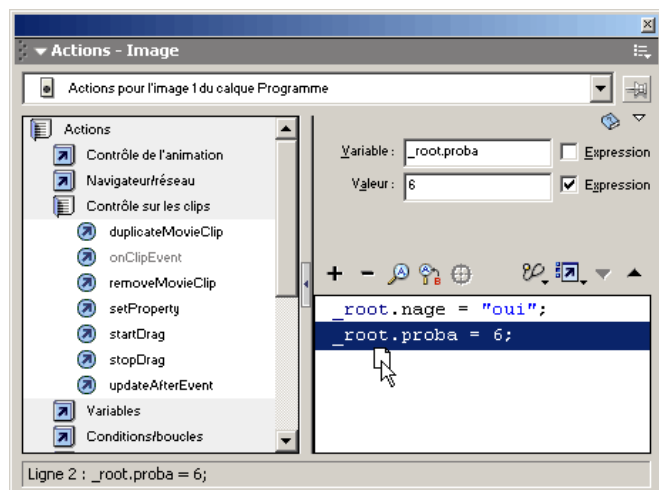 Actions - Image
Actions pour l'image 1 du calque Programme
Actions
Contrôle de l'animation
Navigateur/réseau
Contrôle sur les clips
duplicateMovieClip
onClipEvent
removeMovieClip
setProperty
startDrag
stopDrag
updateAfterEvent
Variables
Conditions/boucles
Variable : _root.proba Expression
Valeur : 6 Expression
_root.nage = "oui";
_root.proba = 6;
Ligne 2 : _root.proba = 6;